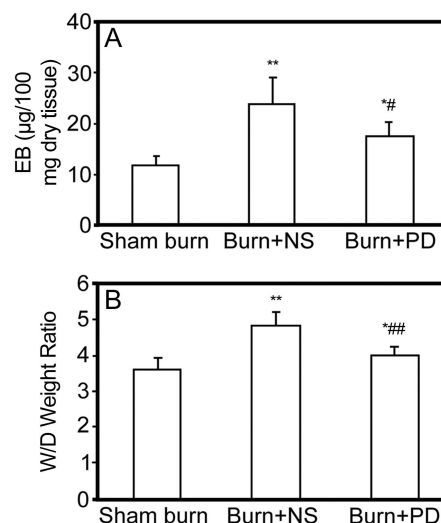 A
EB (µg/100
mg dry tissue)
40
30
20
10
0
**
*#
Sham burn Burn+NS Burn+PD
B
W/D Weight Ratio
6
5
4
3
2
1
0
**
*##
Sham burn Burn+NS Burn+PD